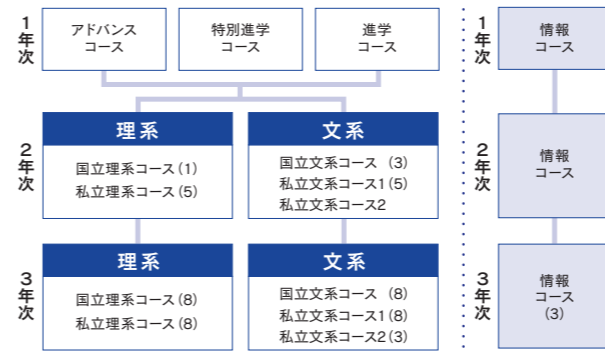 1年次
アドバンス
コース
特別進学
コース
進学
コース
2年次
理系
国立理系コース(1)
私立理系コース(5)
文系
国立文系コース (3)
私立文系コース1(5)
私立文系コース2
3年次
理系
国立理系コース(8)
私立理系コース(8)
文系
国立文系コース (8)
私立文系コース1(8)
私立文系コース2(3)
1年次
情報
コース
2年次
情報
コース
3年次
情報
コース
(3)